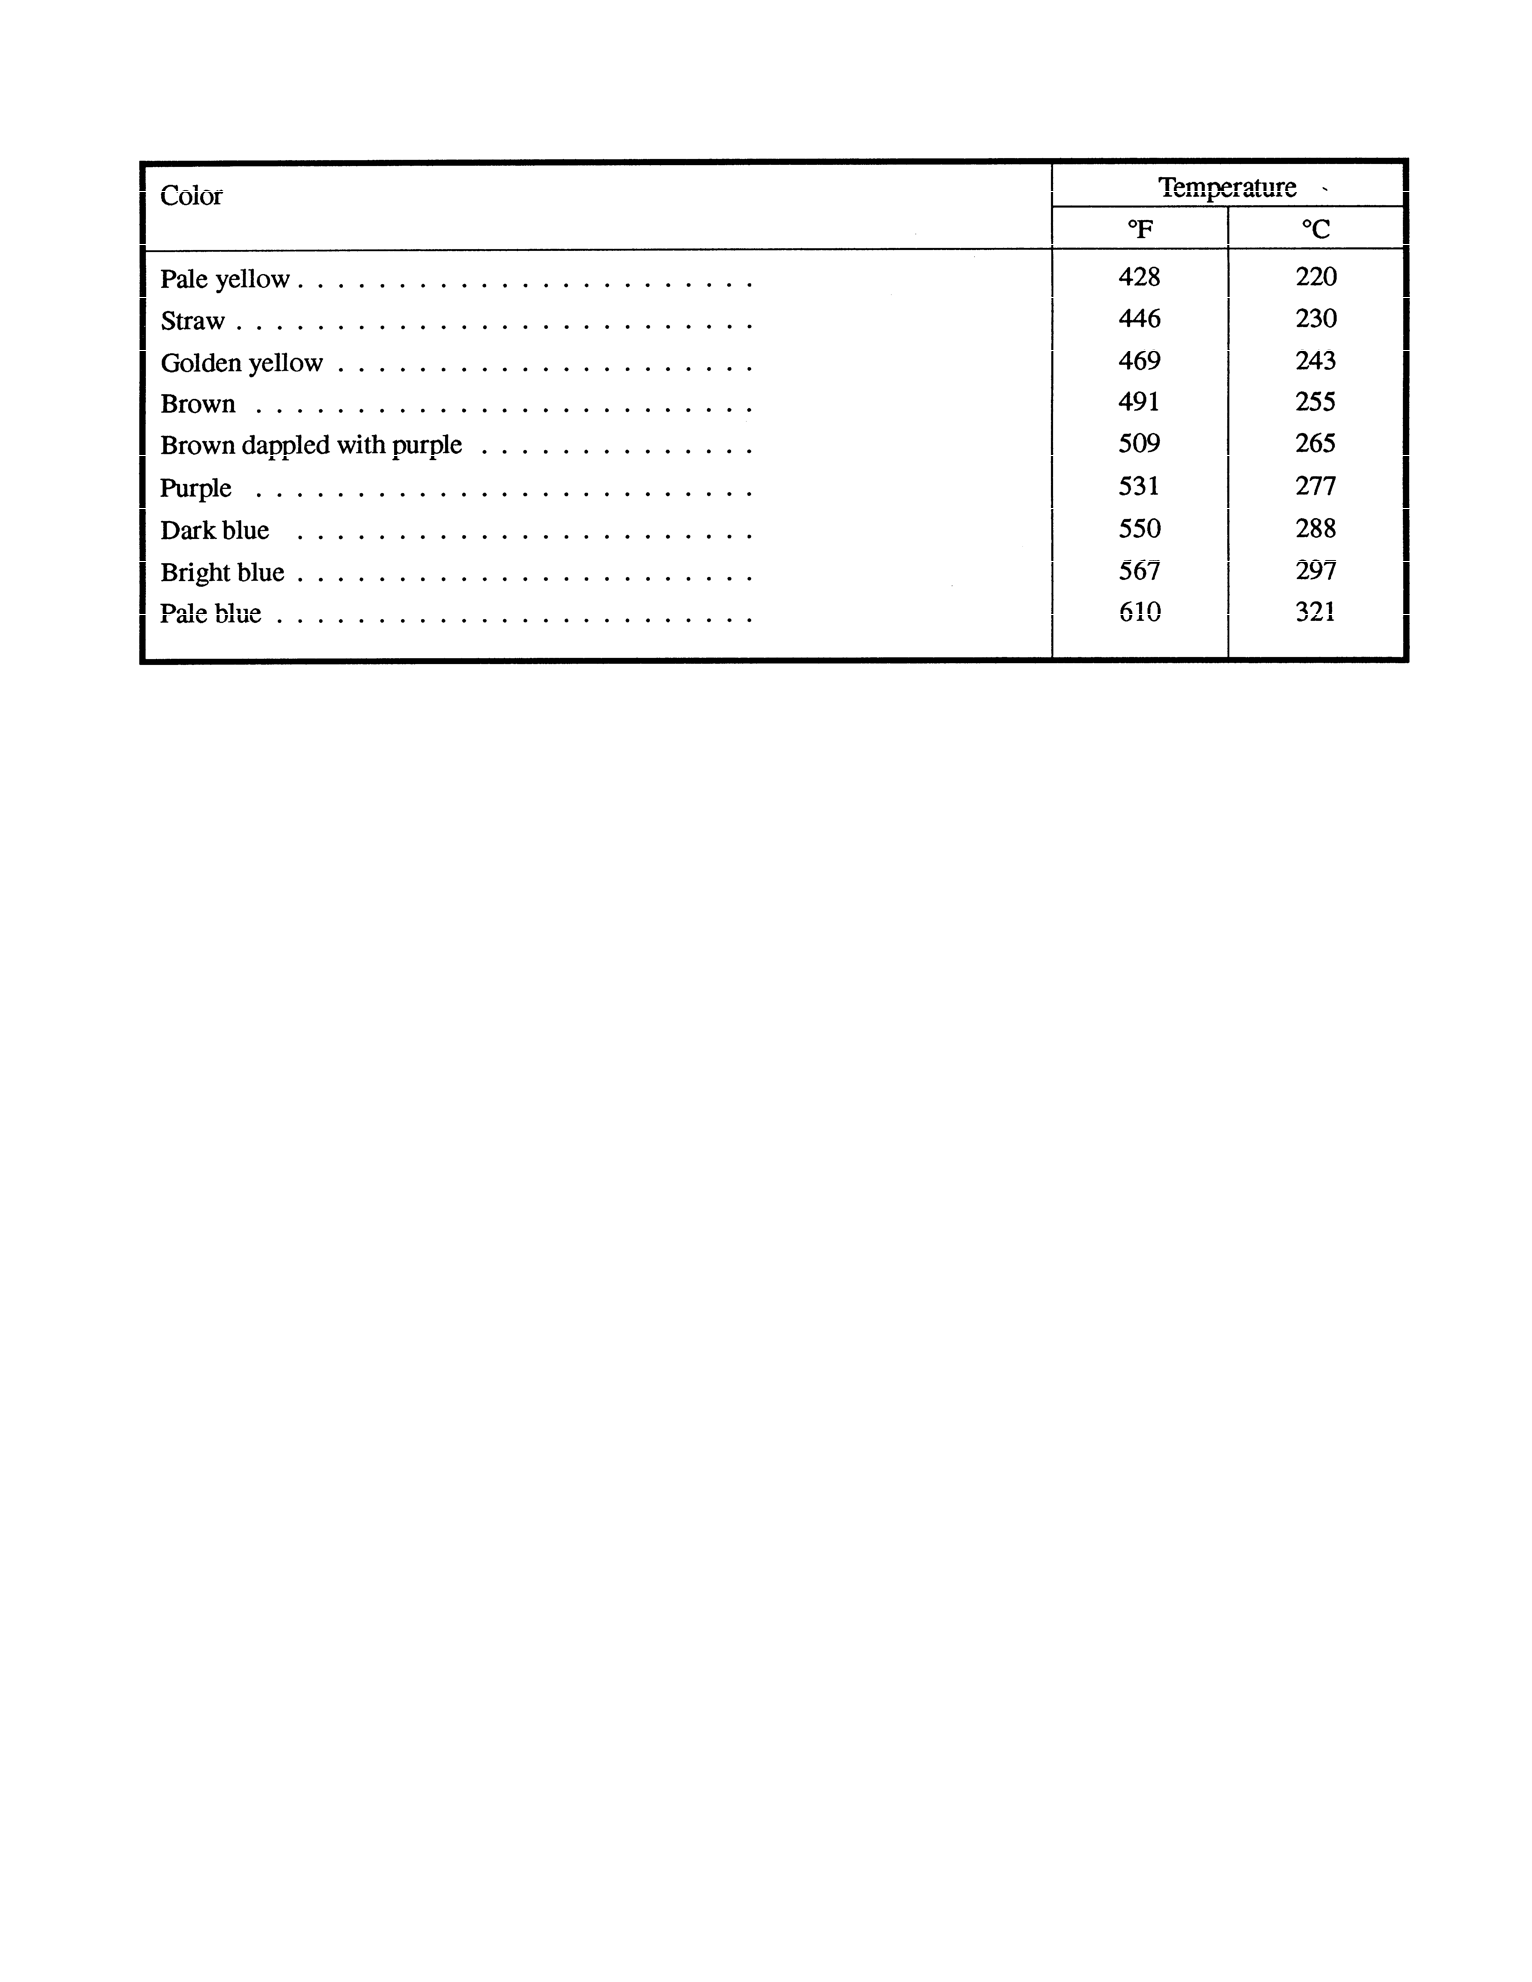 Color Temperature
°F °C
Pale yellow . . . . . . . . . . . . . . . . . . . . . . . 428 220
Straw . . . . . . . . . . . . . . . . . . . . . . . . . . 446 230
Golden yellow . . . . . . . . . . . . . . . . . . . . . 469 243
Brown . . . . . . . . . . . . . . . . . . . . . . . . . 491 255
Brown dappled with purple . . . . . . . . . . . . . . 509 265
Purple . . . . . . . . . . . . . . . . . . . . . . . . . 531 277
Dark blue . . . . . . . . . . . . . . . . . . . . . . . 550 288
Bright blue . . . . . . . . . . . . . . . . . . . . . . . 567 297
Pale blue . . . . . . . . . . . . . . . . . . . . . . . . 610 321